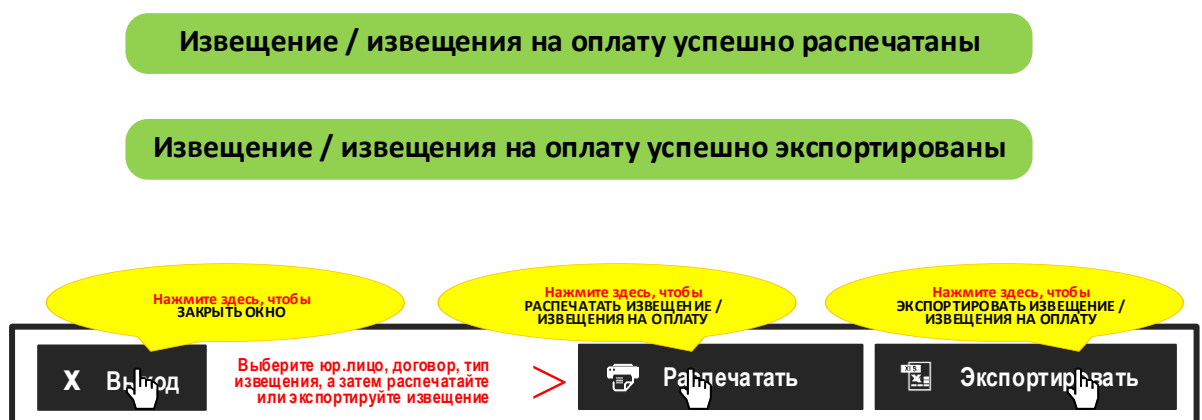 Извещение / извещения на оплату успешно распечатаны
Извещение / извещения на оплату успешно экспортированы
Нажмите здесь, чтобы
ЗАКРЫТЬ ОКНО
Нажмите здесь, чтобы
РАСПЕЧАТАТЬ ИЗВЕЩЕНИЕ /
ИЗВЕЩЕНИЯ НА ОПЛАТУ
Нажмите здесь, чтобы
ЭКСПОРТИРОВАТЬ ИЗВЕЩЕНИЕ /
ИЗВЕЩЕНИЯ НА ОПЛАТУ
X Выход
Выберите юр.лицо, договор, тип
извещения, а затем распечатайте
или экспортируйте извещение
>
Распечатать
XLS
Экспортировать